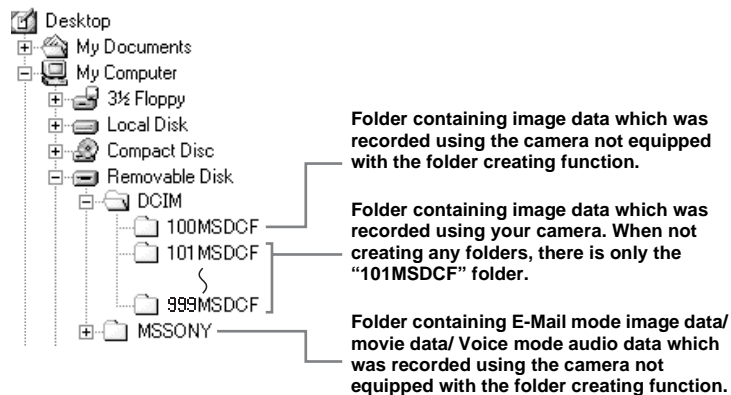 Desktop
My Documents
My Computer
3½ Floppy
Local Disk
Compact Disc
Removable Disk
DCIM
100MSDCF
101MSDCF
999MSDCF
MSSONY
Folder containing image data which was
recorded using the camera not equipped
with the folder creating function.
Folder containing image data which was
recorded using your camera. When not
creating any folders, there is only the
“101MSDCF” folder.
Folder containing E-Mail mode image data/
movie data/ Voice mode audio data which
was recorded using the camera not
equipped with the folder creating function.